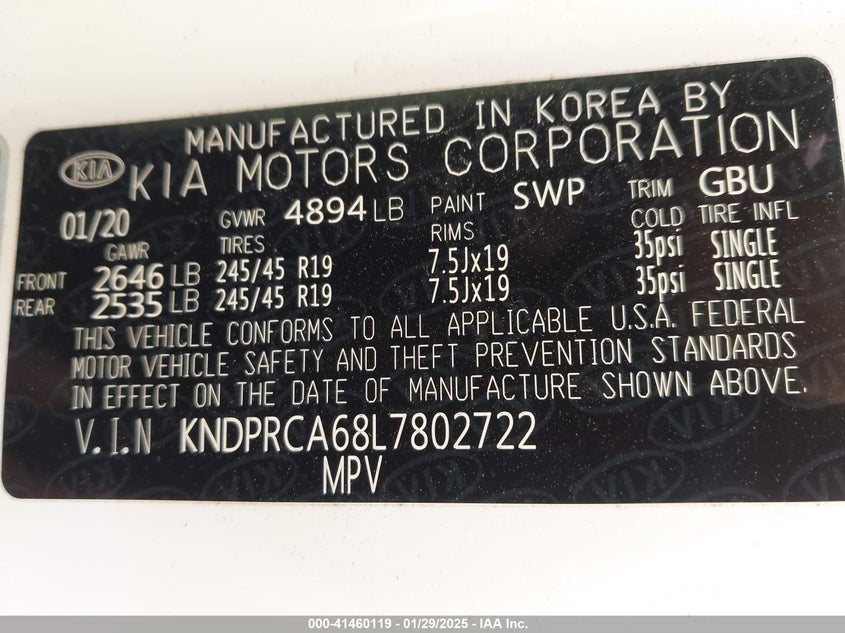 MANUFACTURED IN KOREA BY
KIA KIA MOTORS CORPORATION
01/20 GVWR 4894 LB PAINT SWP TRIM GBU
GAWR TIRES RIMS COLD TIRE INFL
FRONT 2646 LB 245/45 R19 7.5Jx19 35psi SINGLE
REAR 2535 LB 245/45 R19 7.5Jx19 35psi SINGLE
THIS VEHICLE CONFORMS TO ALL APPLICABLE U.S.A. FEDERAL
MOTOR VEHICLE SAFETY AND THEFT PREVENTION STANDARDS
IN EFFECT ON THE DATE OF MANUFACTURE SHOWN ABOVE.
V.I.N KNDPRCA68L7802722
MPV
000-41460119 - 01/29/2025 - IAA Inc.